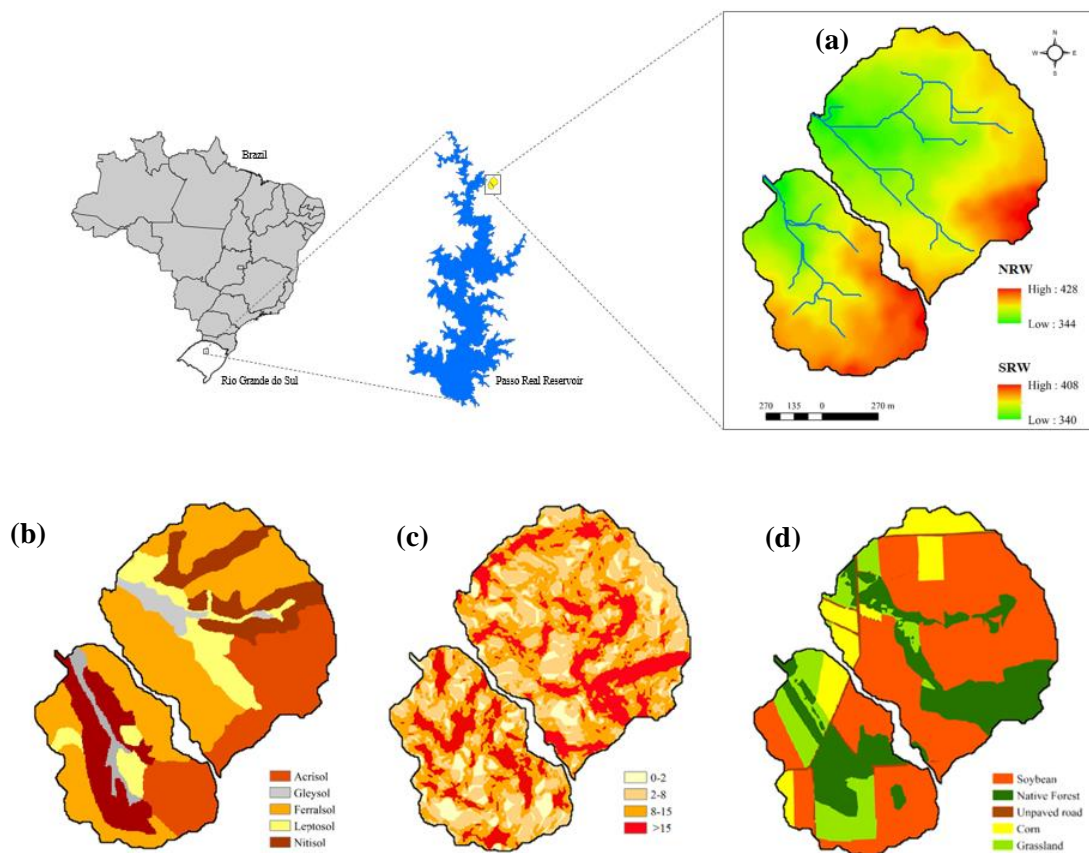 (a)
N
W E
S
Brazil
Rio Grande do Sul
Passo Real Reservoir
NRW
High : 428
Low : 344
SRW
High : 408
Low : 340
270 135 0 270 m
(b)
Acrisol
Gleysol
Ferralsol
Leptosol
Nitisol
(c)
0-2
2-8
8-15
>15
(d)
Soybean
Native Forest
Unpaved road
Corn
Grassland